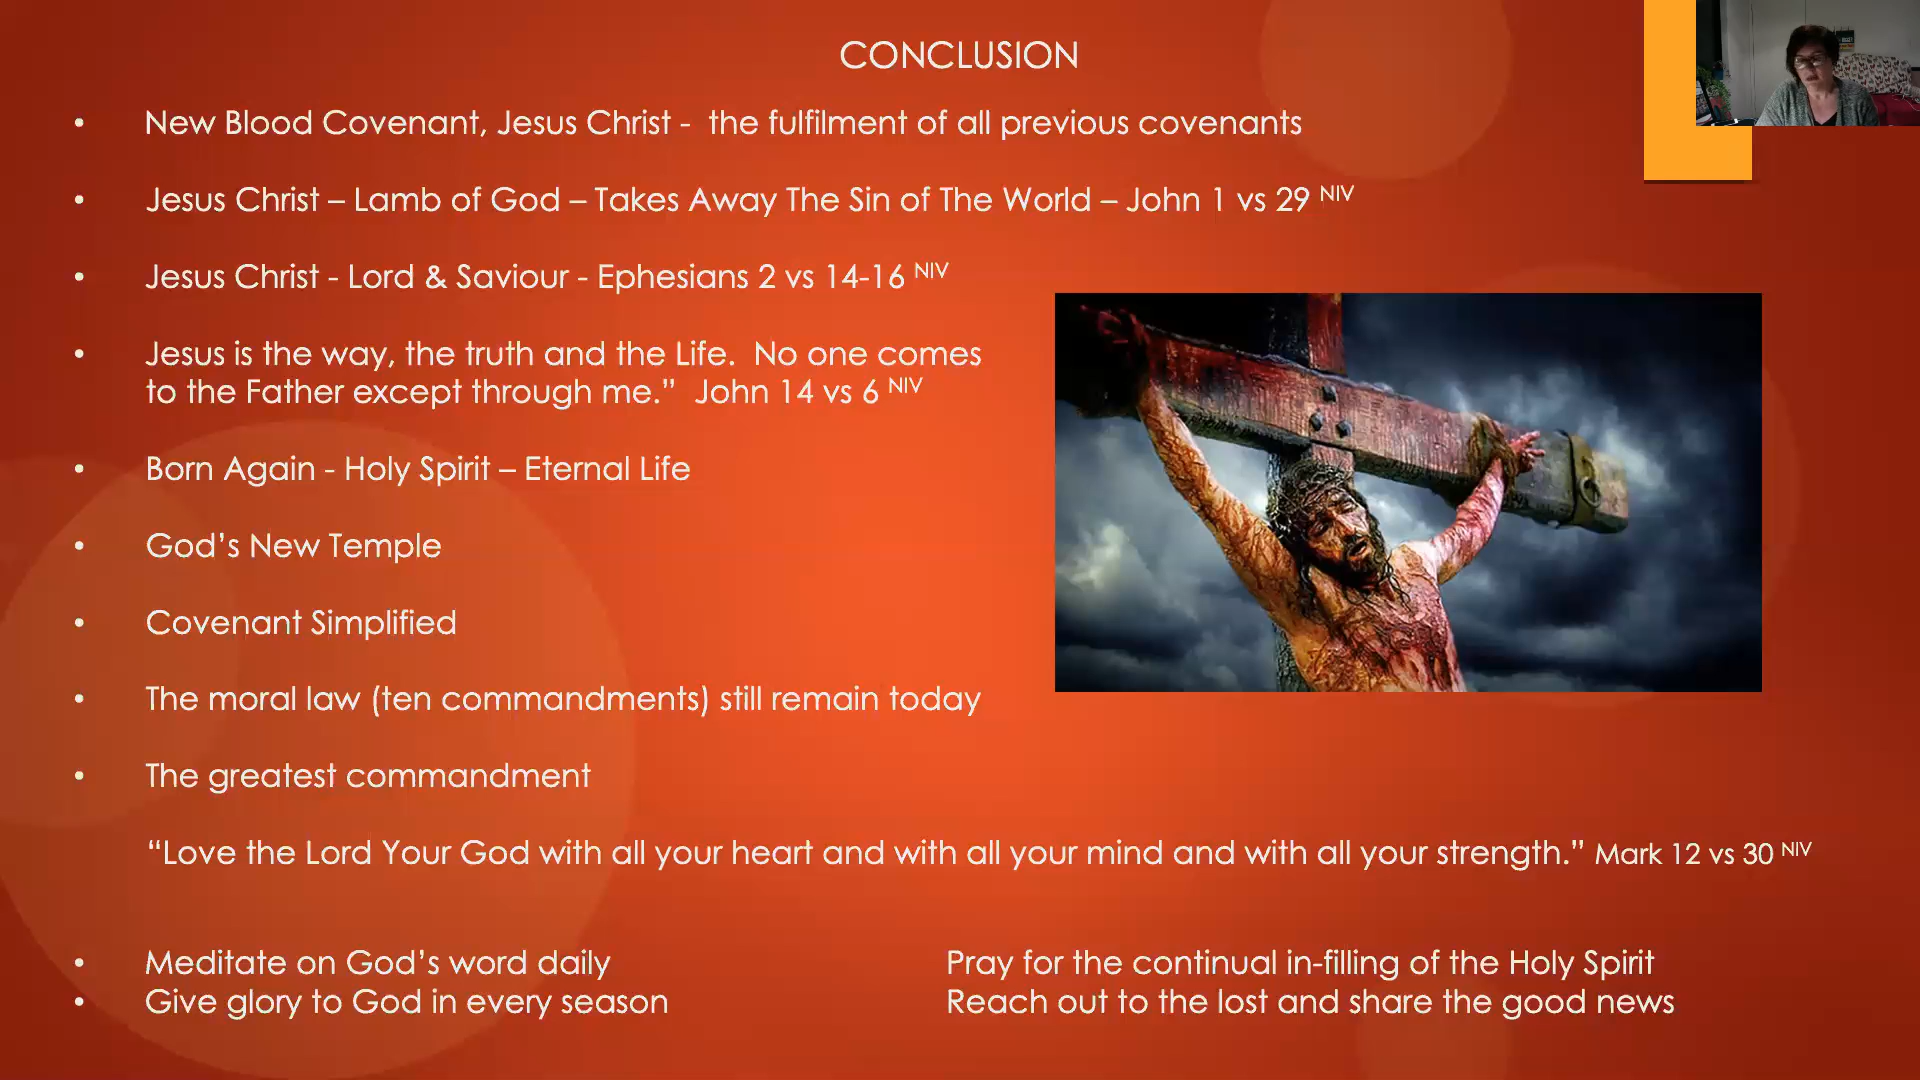 CONCLUSION
• New Blood Covenant, Jesus Christ - the fulfilment of all previous covenants
• Jesus Christ – Lamb of God – Takes Away The Sin of The World – John 1 vs 29 NIV
• Jesus Christ - Lord & Saviour - Ephesians 2 vs 14-16 NIV
• Jesus is the way, the truth and the Life. No one comes
to the Father except through me.” John 14 vs 6 NIV
• Born Again - Holy Spirit – Eternal Life
• God’s New Temple
• Covenant Simplified
• The moral law (ten commandments) still remain today
• The greatest commandment
“Love the Lord Your God with all your heart and with all your mind and with all your strength.” Mark 12 vs 30 NIV
• Meditate on God’s word daily Pray for the continual in-filling of the Holy Spirit
• Give glory to God in every season Reach out to the lost and share the good news